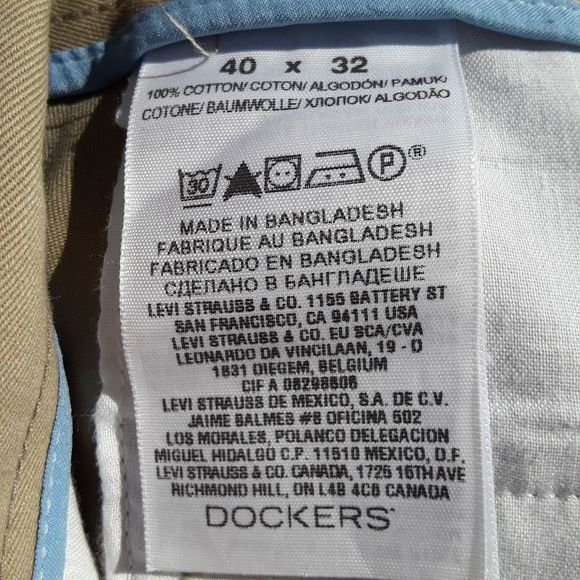 40 x 32
100% COTTON/ COTON/ ALGODÓN/ PAMUK/
COTONE/ BAUMWOLLE/ ХЛОПОК/ ALGODÃO
30 P ®
MADE IN BANGLADESH
FABRIQUE AU BANGLADESH
FABRICADO EN BANGLADESH
СДЕЛАНО В БАНГЛАДЕШЕ
LEVI STRAUSS & CO. 1155 BATTERY ST
SAN FRANCISCO, CA 94111 USA
LEVI STRAUSS & CO. EU BCA/CVA
LEONARDO DA VINCILAAN, 19 - D
1831 DIEGEM, BELGIUM
CIF A 08298606
LEVI STRAUSS DE MEXICO, S.A. DE C.V.
JAIME BALMES #8 OFICINA 502
LOS MORALES, POLANCO DELEGACION
MIGUEL HIDALGO C.P. 11510 MEXICO, D.F.
LEVI STRAUSS & CO. CANADA, 1725 16TH AVE
RICHMOND HILL, ON L4B 4C6 CANADA
DOCKERS